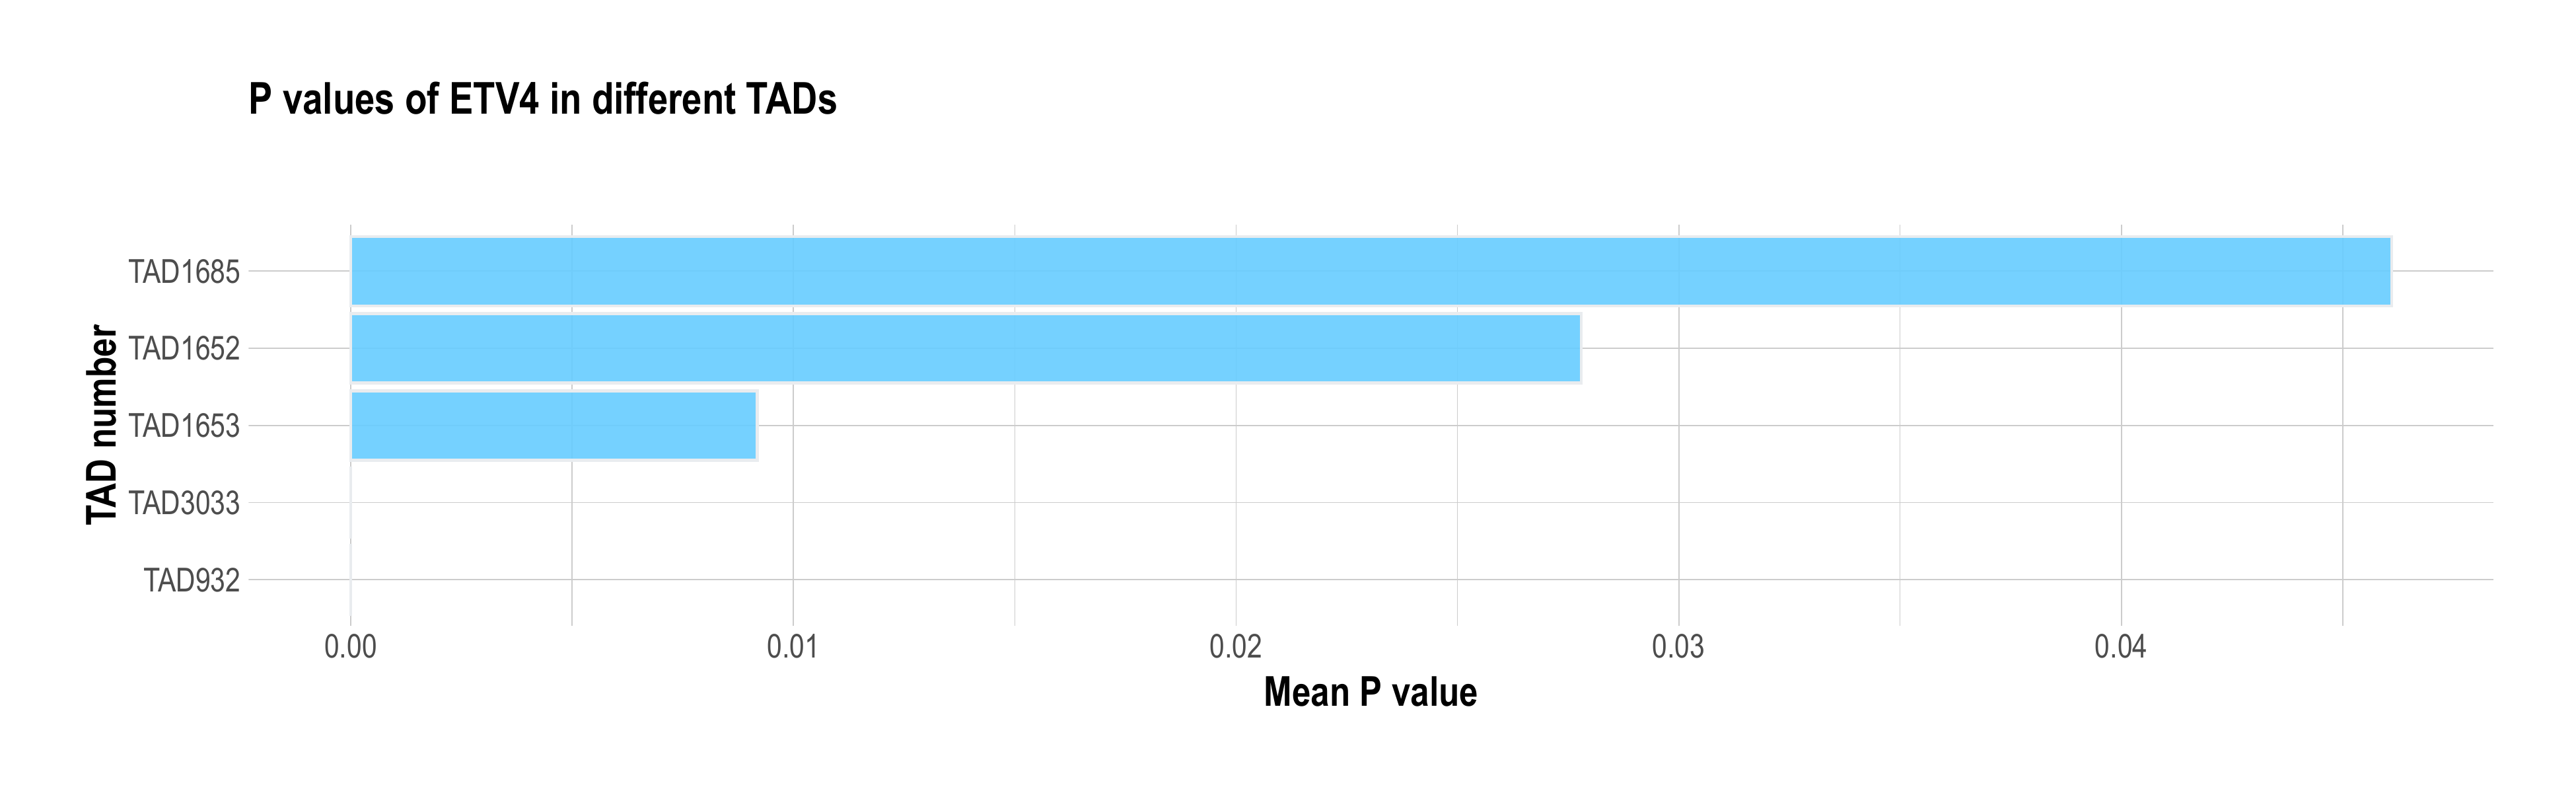 P values of ETV4 in different TADs
TAD number
TAD1685
TAD1652
TAD1653
TAD3033
TAD932
0.00 0.01 0.02 0.03 0.04
Mean P value